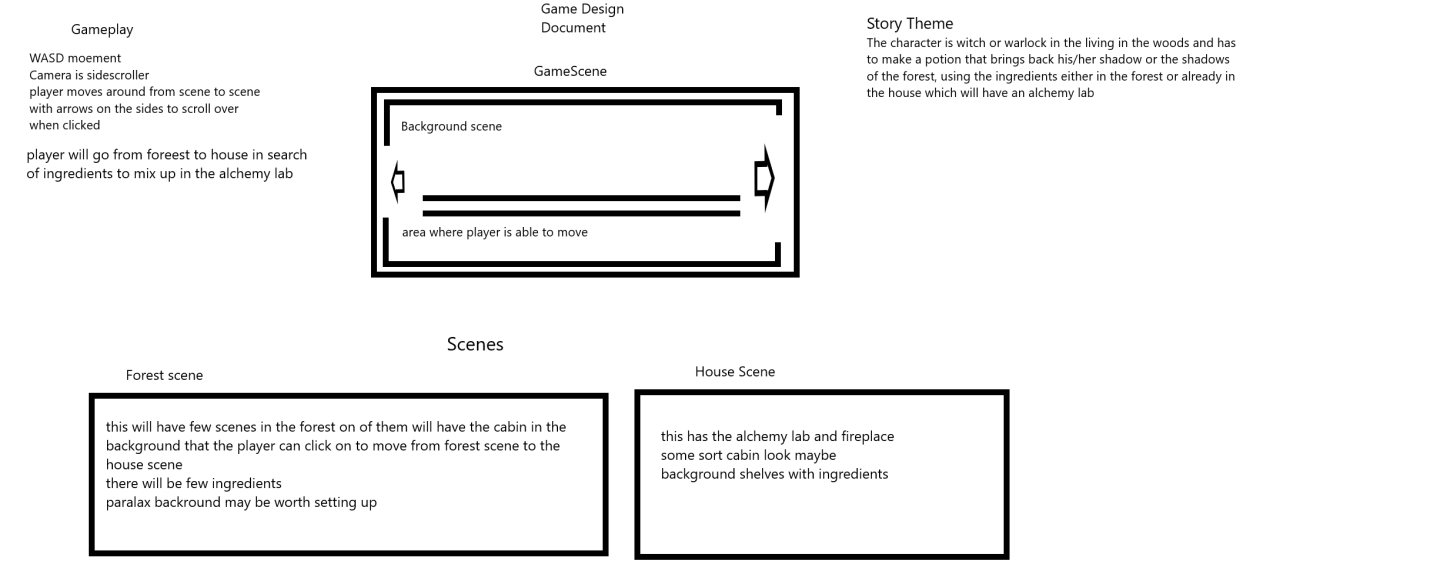 Game Design
Document
Gameplay
WASD moement
Camera is sidescroller
player moves around from scene to scene
with arrows on the sides to scroll over
when clicked
player will go from foreest to house in search
of ingredients to mix up in the alchemy lab
GameScene
Background scene
area where player is able to move
Story Theme
The character is witch or warlock in the living in the woods and has
to make a potion that brings back his/her shadow or the shadows
of the forest, using the ingredients either in the forest or already in
the house which will have an alchemy lab
Scenes
Forest scene
this will have few scenes in the forest on of them will have the cabin in the
background that the player can click on to move from forest scene to the
house scene
there will be few ingredients
paralax backround may be worth setting up
House Scene
this has the alchemy lab and fireplace
some sort cabin look maybe
background shelves with ingredients